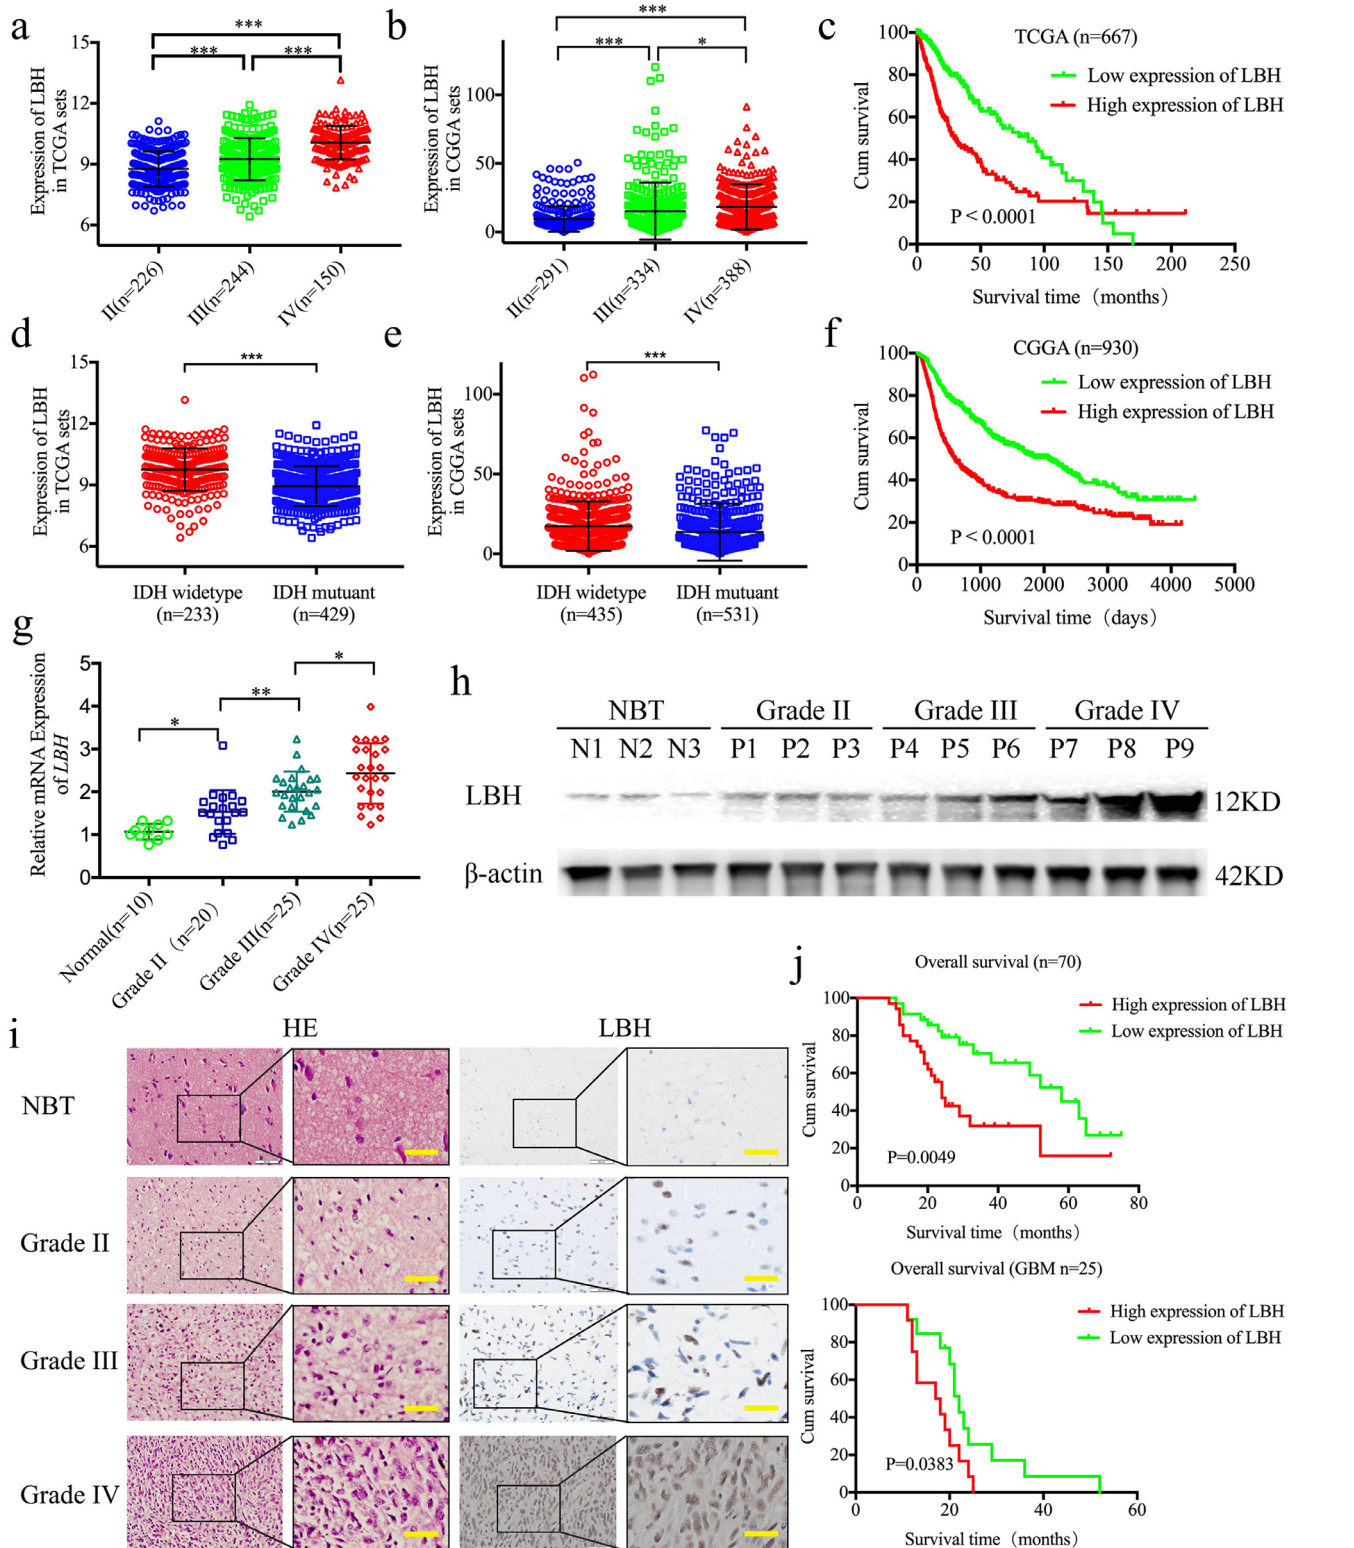 a
***
***
***
15
12
9
6
Expression of LBH
in TCGA sets
II(n=226)
III(n=244)
IV(n=150)
b
***
***
*
100
50
0
Expression of LBH
in CGGA sets
II(n=291)
III(n=334)
IV(n=388)
c
TCGA (n=667)
Low expression of LBH
High expression of LBH
100
80
60
40
20
0
Cum survival
P < 0.0001
0 50 100 150 200 250
Survival time（months）
d
***
15
12
9
6
Expression of LBH
in TCGA sets
IDH widetype
(n=233)
IDH mutuant
(n=429)
e
***
100
50
0
Expression of LBH
in CGGA sets
IDH widetype
(n=435)
IDH mutuant
(n=531)
f
CGGA (n=930)
Low expression of LBH
High expression of LBH
100
80
60
40
20
0
Cum survival
P < 0.0001
0 1000 2000 3000 4000 5000
Survival time（days）
g
*
**
*
5
4
3
2
1
0
Relative mRNA Expression
of LBH
Normal(n=10)
Grade II（n=20）
Grade III(n=25)
Grade IV(n=25)
h
NBT Grade II Grade III Grade IV
N1 N2 N3 P1 P2 P3 P4 P5 P6 P7 P8 P9
LBH 12KD
β-actin 42KD
i
HE LBH
NBT
Grade II
Grade III
Grade IV
j
Overall survival (n=70)
High expression of LBH
Low expression of LBH
100
80
60
40
20
0
Cum survival
P=0.0049
0 20 40 60 80
Survival time（months）
Overall survival (GBM n=25)
High expression of LBH
Low expression of LBH
100
80
60
40
20
0
Cum survival
P=0.0383
0 20 40 60
Survival time（months）